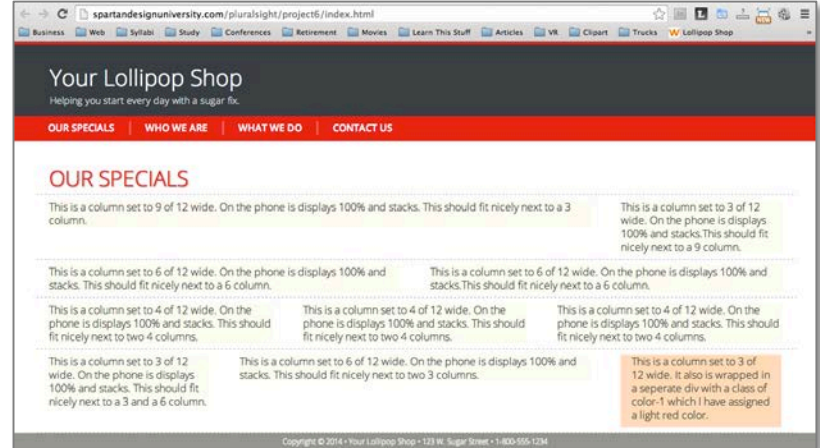 spartandesignuniversity.com/pluralsight/project6/index.html
Business Web Syllabi Study Conferences Retirement Movies Learn This Stuff Articles VR Clipart Trucks Lollipop Shop
Your Lollipop Shop
Helping you start every day with a sugar fix.
OUR SPECIALS WHO WE ARE WHAT WE DO CONTACT US
OUR SPECIALS
This is a column set to 9 of 12 wide. On the phone is displays 100% and stacks. This should fit nicely next to a 3
column.
This is a column set to 3 of 12
wide. On the phone is displays
100% and stacks.This should fit
nicely next to a 9 column.
This is a column set to 6 of 12 wide. On the phone is displays 100% and
stacks. This should fit nicely next to a 6 column.
This is a column set to 6 of 12 wide. On the phone is displays 100% and
stacks.This should fit nicely next to a 6 column.
This is a column set to 4 of 12 wide. On the
phone is displays 100% and stacks. This should
fit nicely next to two 4 columns.
This is a column set to 4 of 12 wide. On the
phone is displays 100% and stacks. This should
fit nicely next to two 4 columns.
This is a column set to 4 of 12 wide. On the
phone is displays 100% and stacks. This should
fit nicely next to two 4 columns.
This is a column set to 3 of 12
wide. On the phone is displays
100% and stacks. This should fit
nicely next to a 3 and a 6 column.
This is a column set to 6 of 12 wide. On the phone is displays 100% and
stacks. This should fit nicely next to two 3 columns.
This is a column set to 3 of
12 wide. It also is wrapped in
a seperate div with a class of
color-1 which I have assigned
a light red color.
Copyright © 2014 • Your Lollipop Shop • 123 W. Sugar Street • 1-800-555-1234